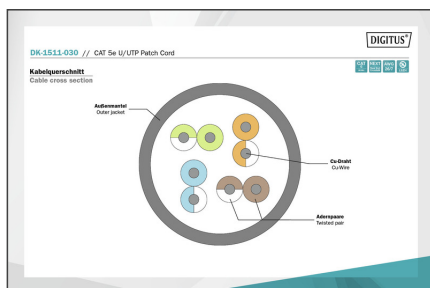 DIGITUS®
DK-1511-030 // CAT 5e U/UTP Patch Cord
Kabelquerschnitt
Cable cross section
Außenmantel
Outer jacket
Cu-Draht
Cu-Wire
Adernpaare
Twisted pair